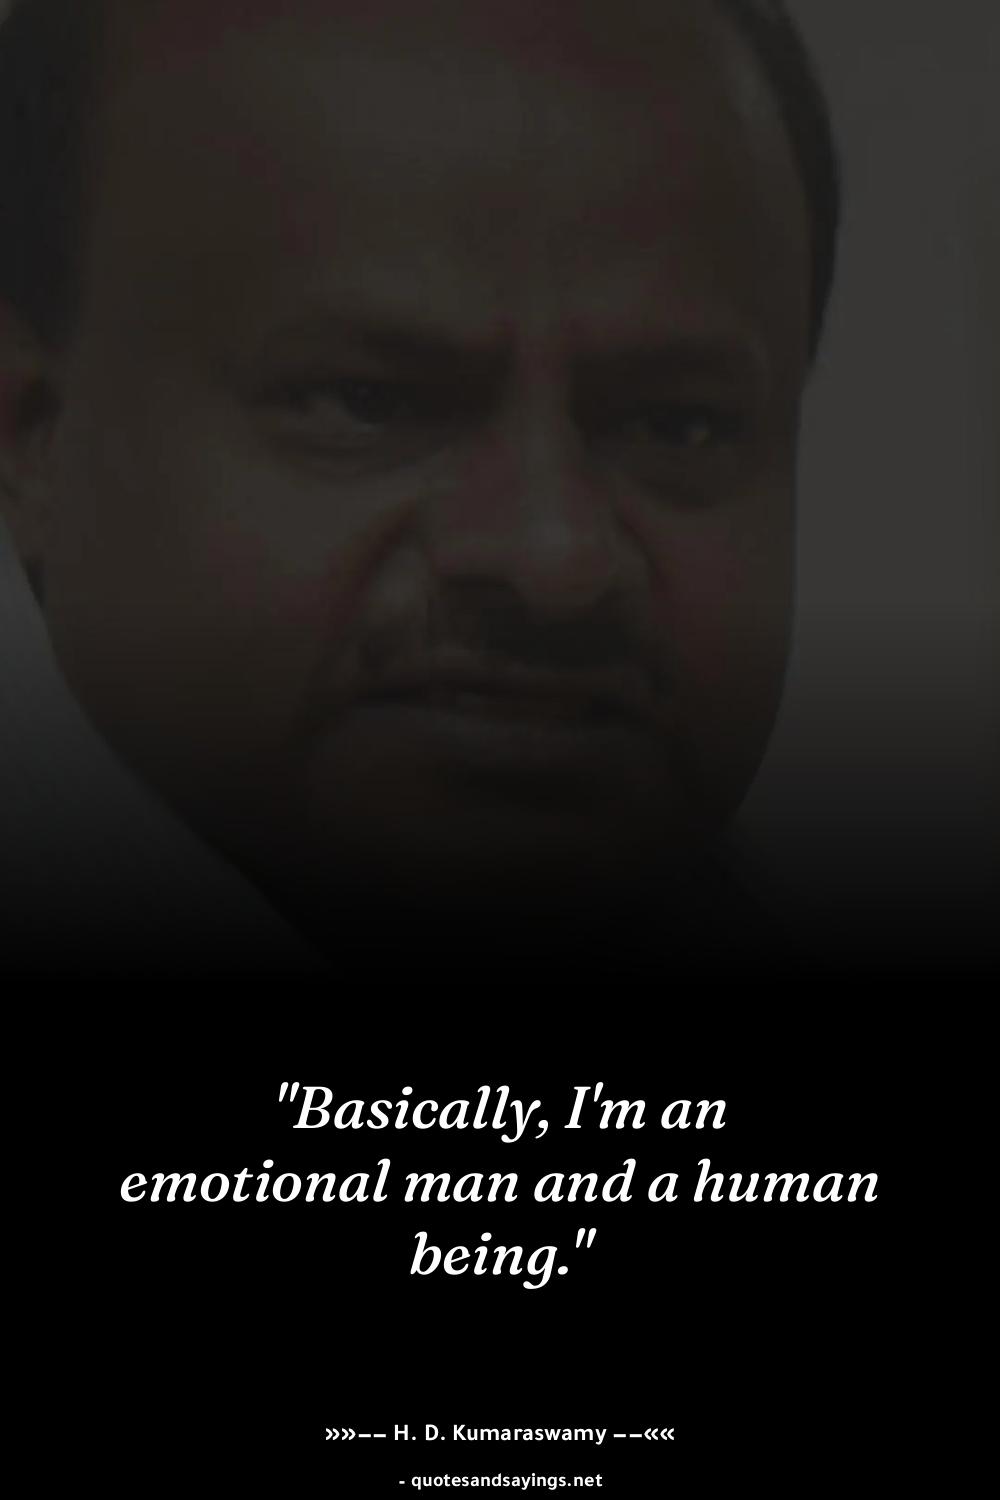 "Basically, I'm an
emotional man and a human
being."
»»−− H. D. Kumaraswamy −−««
- quotesandsayings.net